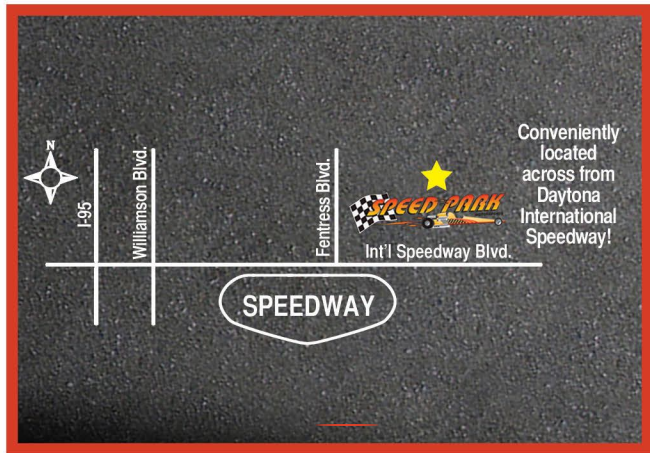 N
I-95
Williamson Blvd.
Fentress Blvd.
SPEED PARK
Int'l Speedway Blvd.
Conveniently
located
across from
Daytona
International
Speedway!
SPEEDWAY